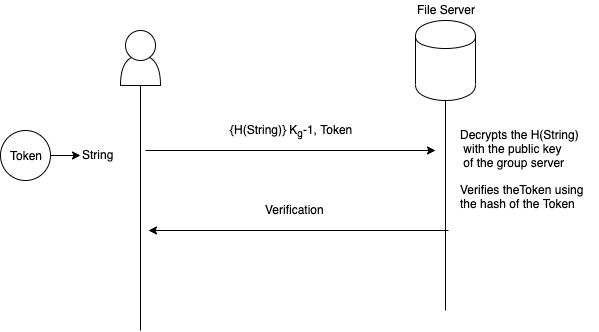 File Server
{H(String)} Kg-1, Token
Token
String
Decrypts the H(String)
with the public key
of the group server
Verifies theToken using
the hash of the Token
Verification